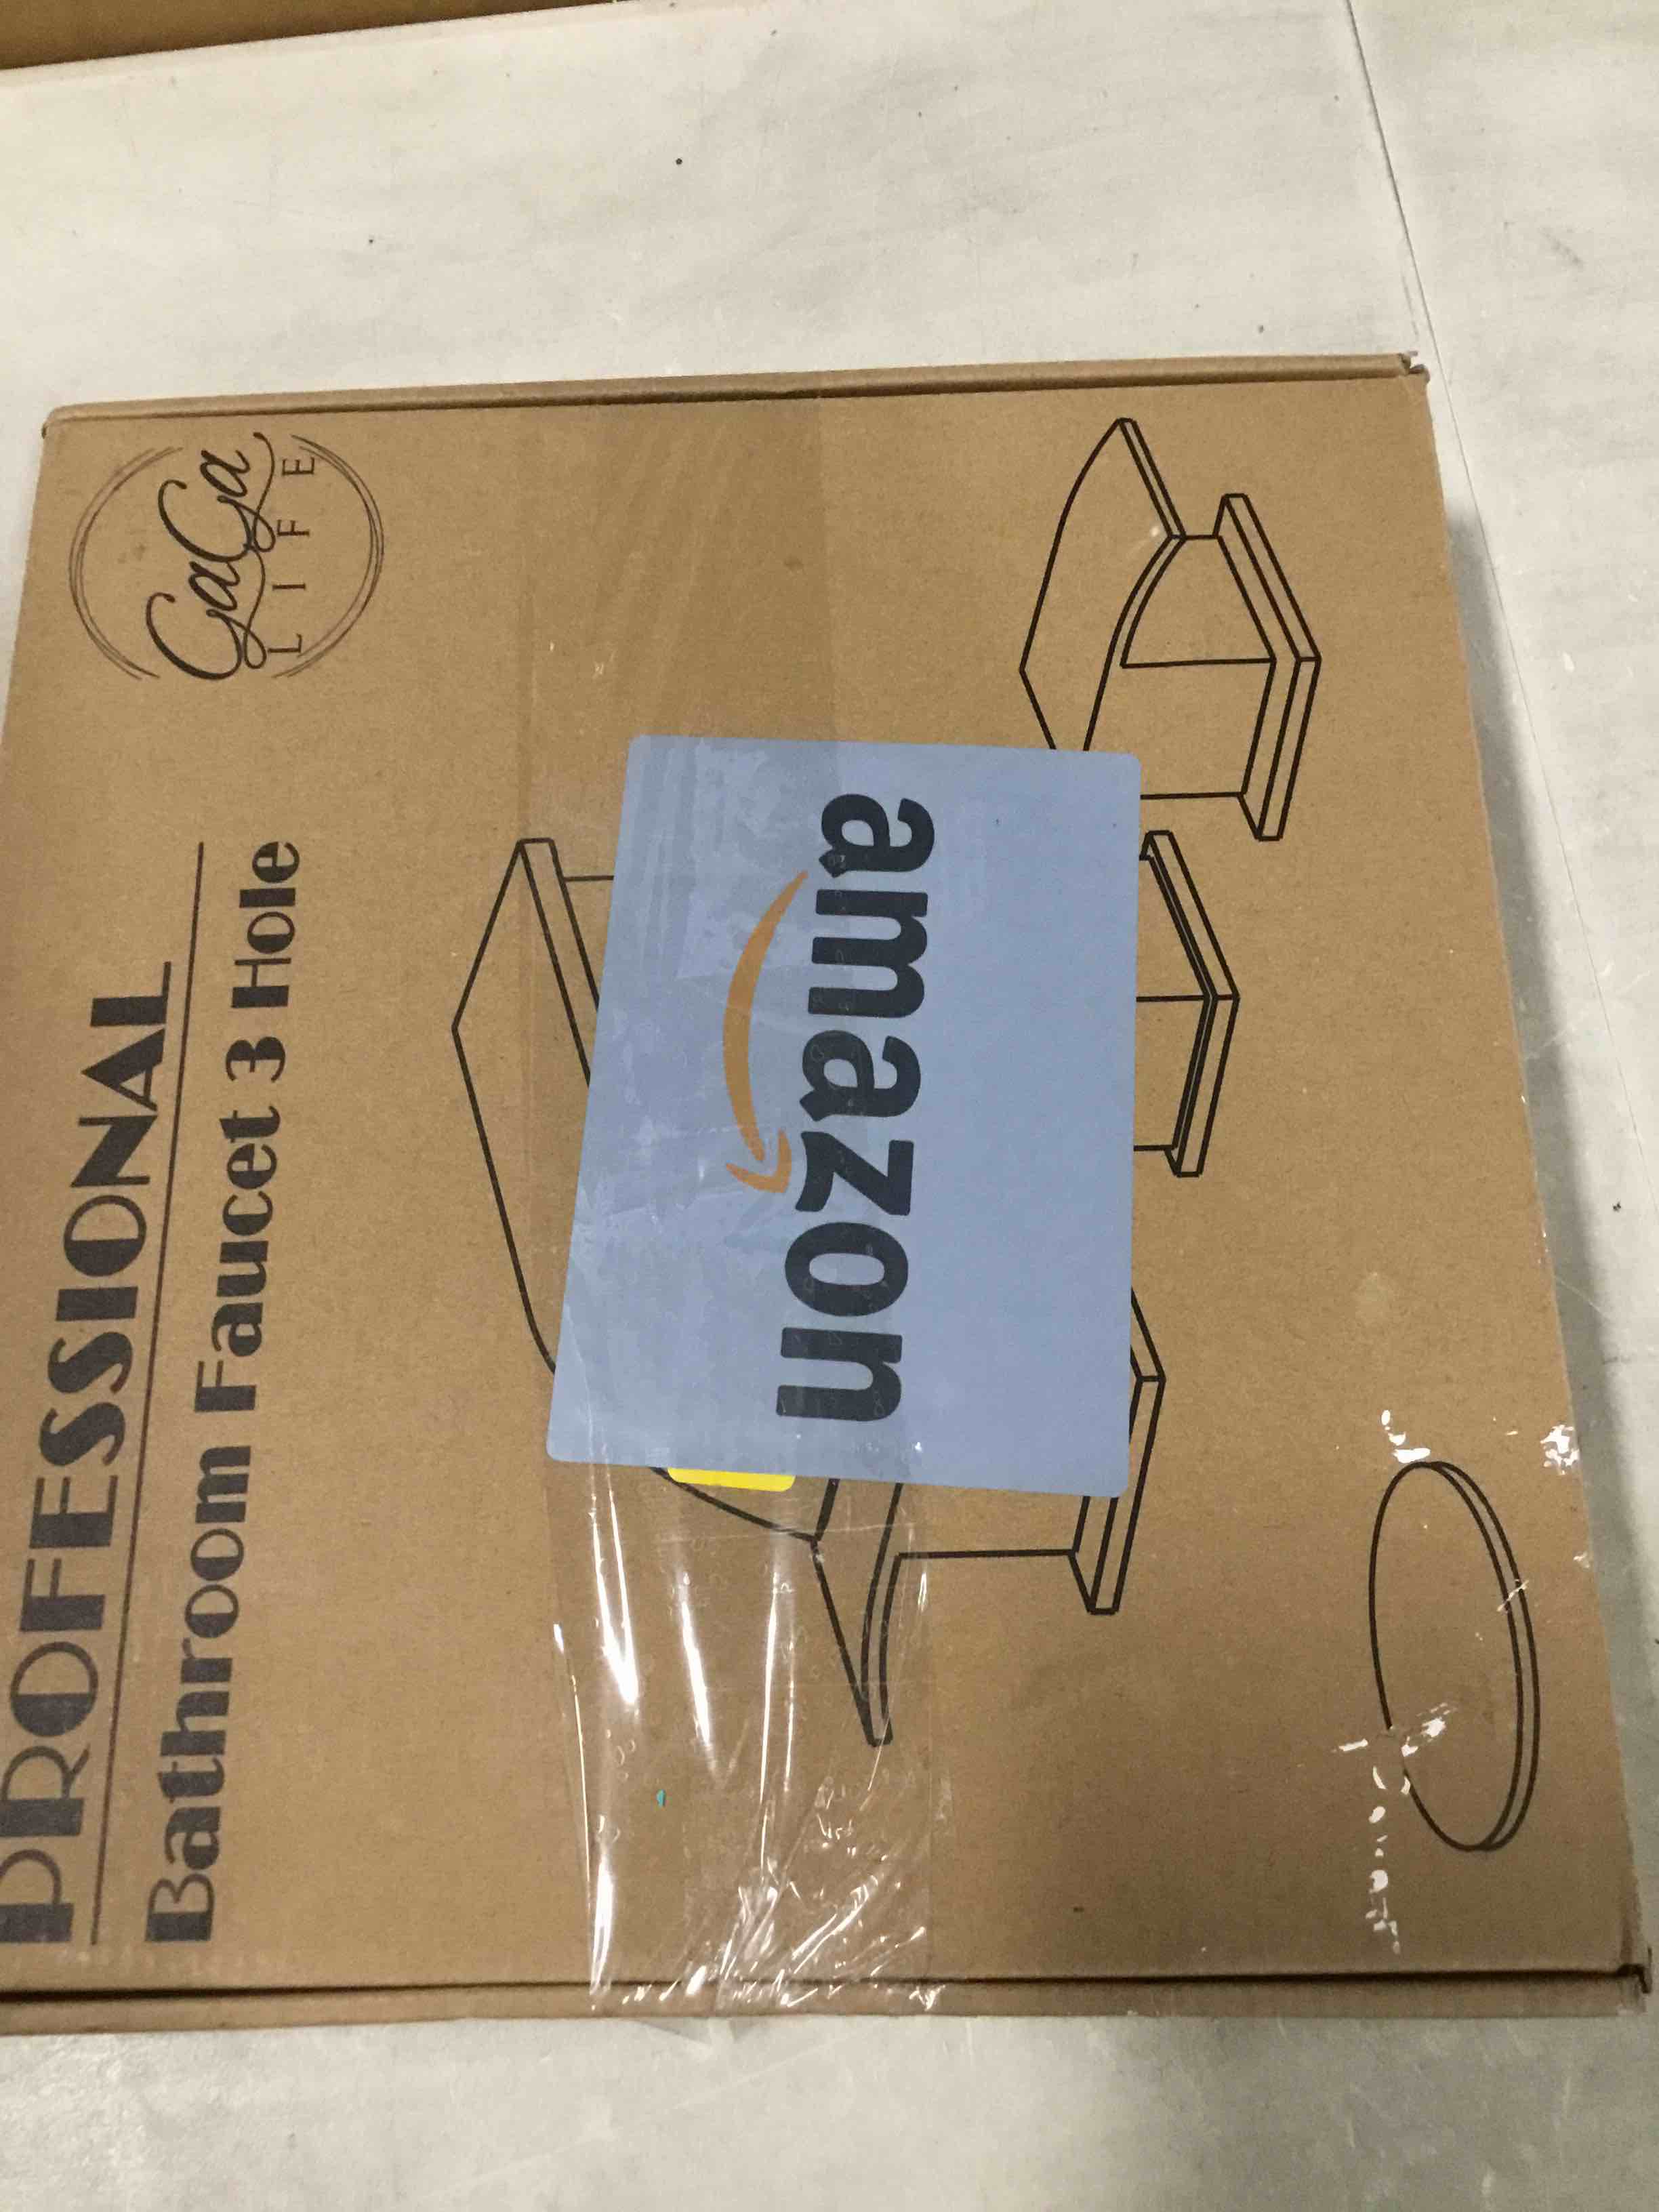 PROFESSIONAL
Bathroom Faucet 3 Hole
GaGa
LIFE
amazon